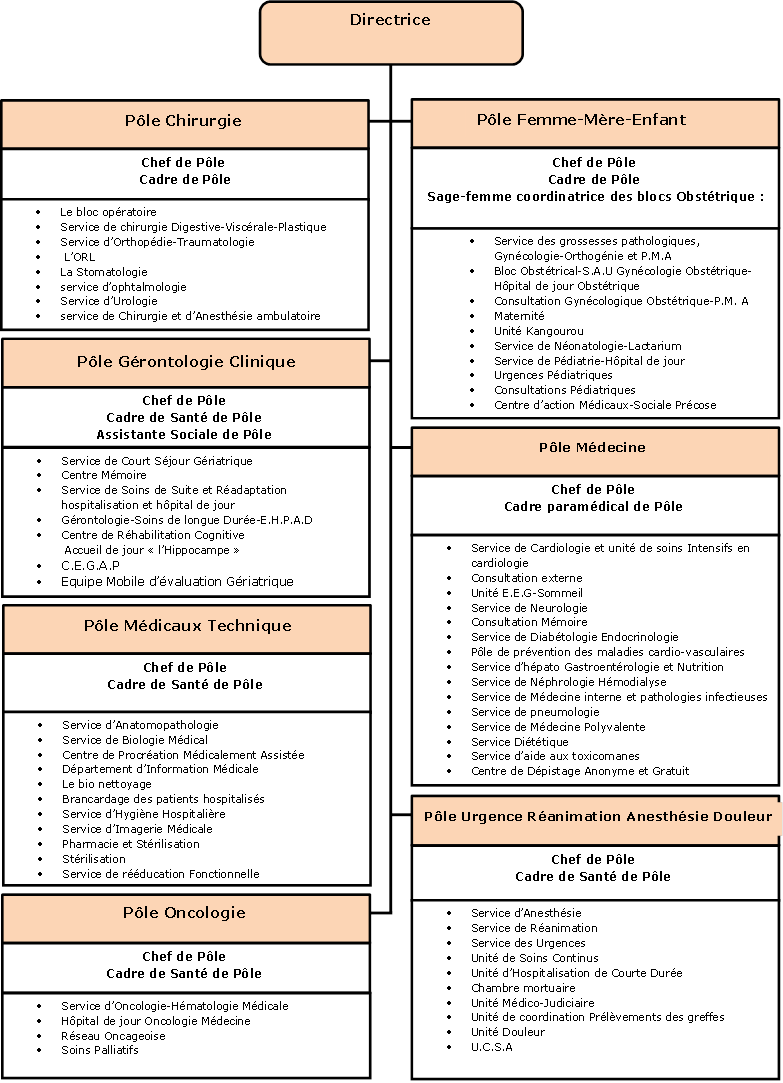 Directrice
Pôle Chirurgie
Chef de Pôle
Cadre de Pôle
• Le bloc opératoire
• Service de chirurgie Digestive-Viscérale-Plastique
• Service d'Orthopédie-Traumatologie
• L'ORL
• La Stomatologie
• service d'ophtalmologie
• Service d'Urologie
• service de Chirurgie et d'Anesthésie ambulatoire
Pôle Gérontologie Clinique
Chef de Pôle
Cadre de Santé de Pôle
Assistante Sociale de Pôle
• Service de Court Séjour Gériatrique
• Centre Mémoire
• Service de Soins de Suite et Réadaptation
hospitalisation et hôpital de jour
• Gérontologie-Soins de longue Durée-E.H.P.A.D
• Centre de Réhabilitation Cognitive
Accueil de jour « l'Hippocampe »
• C.E.G.A.P
• Equipe Mobile d'évaluation Gériatrique
Pôle Médicaux Technique
Chef de Pôle
Cadre de Santé de Pôle
• Service d'Anatomopathologie
• Service de Biologie Médical
• Centre de Procréation Médicalement Assistée
• Département d'Information Médicale
• Le bio nettoyage
• Brancardage des patients hospitalisés
• Service d'Hygiène Hospitalière
• Service d'Imagerie Médicale
• Pharmacie et Stérilisation
• Stérilisation
• Service de rééducation Fonctionnelle
Pôle Oncologie
Chef de Pôle
Cadre de Santé de Pôle
• Service d'Oncologie-Hématologie Médicale
• Hôpital de jour Oncologie Médecine
• Réseau Oncageoise
• Soins Palliatifs
Pôle Femme-Mère-Enfant
Chef de Pôle
Cadre de Pôle
Sage-femme coordinatrice des blocs Obstétrique :
• Service des grossesses pathologiques,
Gynécologie-Orthogénie et P.M.A
• Bloc Obstétrical-S.A.U Gynécologie Obstétrique-
Hôpital de jour Obstétrique
• Consultation Gynécologique Obstétrique-P.M. A
• Maternité
• Unité Kangourou
• Service de Néonatologie-Lactarium
• Service de Pédiatrie-Hôpital de jour
• Urgences Pédiatriques
• Consultations Pédiatriques
• Centre d'action Médicaux-Sociale Précose
Pôle Médecine
Chef de Pôle
Cadre paramédical de Pôle
• Service de Cardiologie et unité de soins Intensifs en
cardiologie
• Consultation externe
• Unité E.E.G-Sommeil
• Service de Neurologie
• Consultation Mémoire
• Service de Diabétologie Endocrinologie
• Pôle de prévention des maladies cardio-vasculaires
• Service d'hépato Gastroentérologie et Nutrition
• Service de Néphrologie Hémodialyse
• Service de Médecine interne et pathologies infectieuses
• Service de pneumologie
• Service de Médecine Polyvalente
• Service Diététique
• Service d'aide aux toxicomanes
• Centre de Dépistage Anonyme et Gratuit
Pôle Urgence Réanimation Anesthésie Douleur
Chef de Pôle
Cadre de Santé de Pôle
• Service d'Anesthésie
• Service de Réanimation
• Service des Urgences
• Unité de Soins Continus
• Unité d'Hospitalisation de Courte Durée
• Chambre mortuaire
• Unité Médico-Judiciaire
• Unité de coordination Prélèvements des greffes
• Unité Douleur
• U.C.S.A